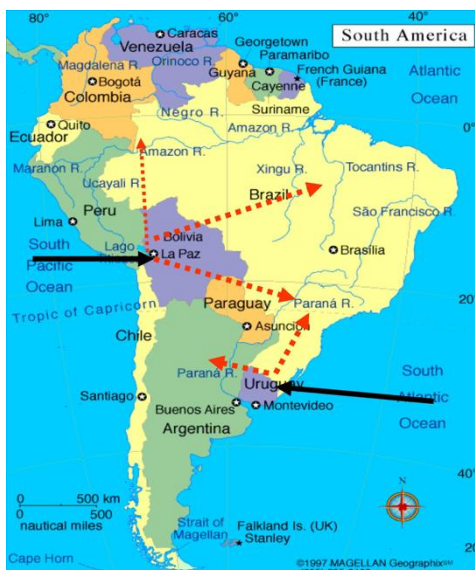 80°
60°
40°
Caracas
South America
Venezuela
Georgetown
Magdalena R.
Orinoco R.
Paramaribo
Bogotá
Guyana
French Guiana
(France)
Atlantic
Ocean
Colombia
Cayenne
Suriname
Negro R.
Ecuador
Quito
Amazon R.
0°
Amazon R.
Marañón R.
Xingu R.
Tocantins R.
Ucayali R.
Brazil
Peru
São Francisco R.
Lima
Bolivia
South
Pacific
Ocean
Lago
La Paz
Brasília
20°
Tropic of Capricorn
Paraguay
Paraná R.
Chile
Asunción
Paraná R.
Uruguay
South
Atlantic
Ocean
Santiago
Buenos Aires
Montevideo
Argentina
0
500 km
0
500
nautical miles
N
Strait of
Magellan
Falkland Is. (UK)
Stanley
Cape Horn
©1997 MAGELLAN Geographix℠